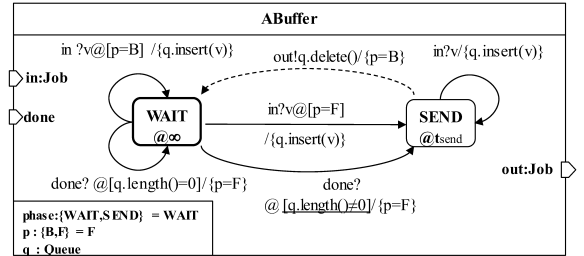 ABuffer
in ?v@[p=B] /{q.insert(v)}
out!q.delete()/{p=B}
in?v/{q.insert(v)}
in:Job
done
WAIT
@∞
in?v@[p=F]
/{q.insert(v)}
SEND
@tsend
out:Job
done? @[q.length()=0]/{p=F}
done?
@ [q.length()≠0]/{p=F}
phase:{WAIT,SEND} = WAIT
p : {B,F} = F
q : Queue